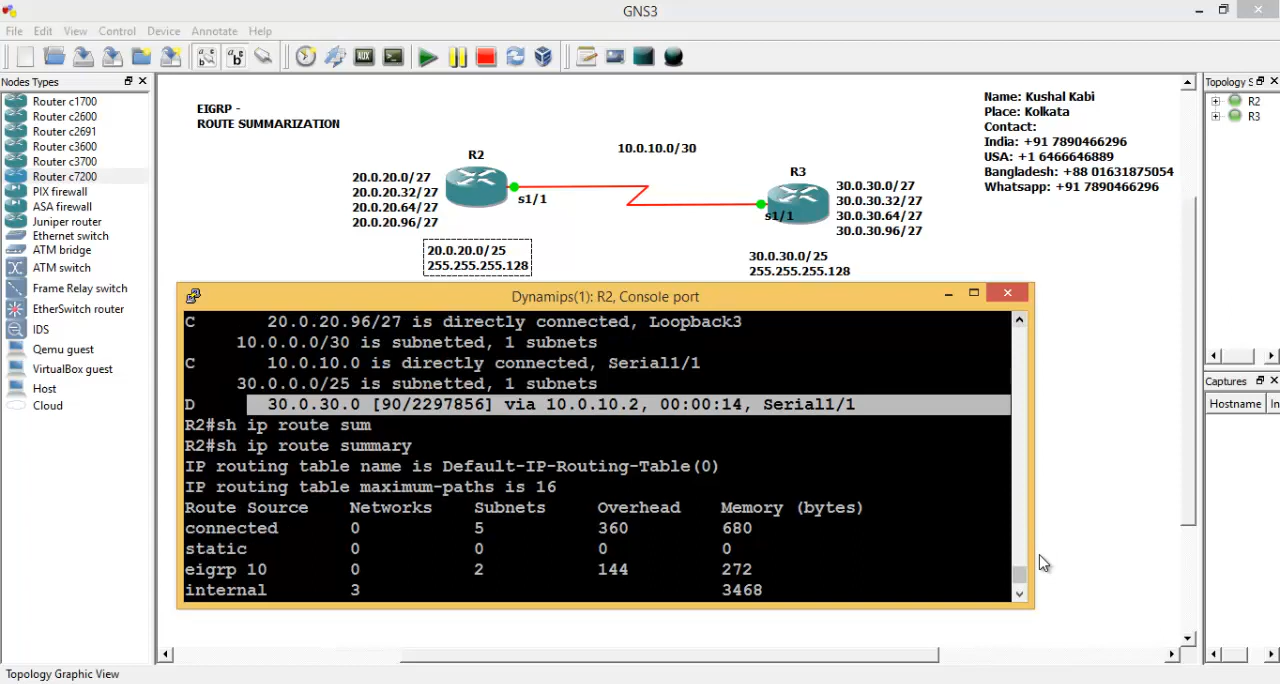 GNS3
File Edit View Control Device Annotate Help
Nodes Types
Router c1700
Router c2600
Router c2691
Router c3600
Router c3700
Router c7200
PIX firewall
ASA firewall
Juniper router
Ethernet switch
ATM bridge
ATM switch
Frame Relay switch
EtherSwitch router
IDS
Qemu guest
VirtualBox guest
Host
Cloud
EIGRP -
ROUTE SUMMARIZATION
R2
20.0.20.0/27
20.0.20.32/27
20.0.20.64/27
20.0.20.96/27
s1/1
20.0.20.0/25
255.255.255.128
10.0.10.0/30
R3
s1/1
30.0.30.0/27
30.0.30.32/27
30.0.30.64/27
30.0.30.96/27
30.0.30.0/25
255.255.255.128
Name: Kushal Kabi
Place: Kolkata
Contact:
India: +91 7890466296
USA: +1 6466646889
Bangladesh: +88 01631875054
Whatsapp: +91 7890466296
Topology S
R2
R3
Captures
Hostname In
Dynamips(1): R2, Console port
C 20.0.20.96/27 is directly connected, Loopback3
10.0.0.0/30 is subnetted, 1 subnets
C 10.0.10.0 is directly connected, Serial1/1
30.0.0.0/25 is subnetted, 1 subnets
D 30.0.30.0 [90/2297856] via 10.0.10.2, 00:00:14, Serial1/1
R2#sh ip route sum
R2#sh ip route summary
IP routing table name is Default-IP-Routing-Table(0)
IP routing table maximum-paths is 16
Route Source Networks Subnets Overhead Memory (bytes)
connected 0 5 360 680
static 0 0 0 0
eigrp 10 0 2 144 272
internal 3 3468
Topology Graphic View